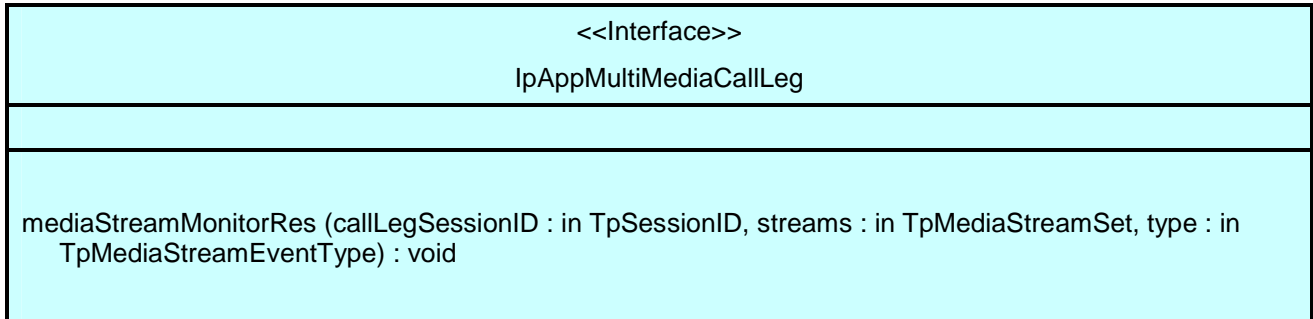 <<Interface>>
IpAppMultiMediaCallLeg
mediaStreamMonitorRes (callLegSessionID : in TpSessionID, streams : in TpMediaStreamSet, type : in
TpMediaStreamEventType) : void